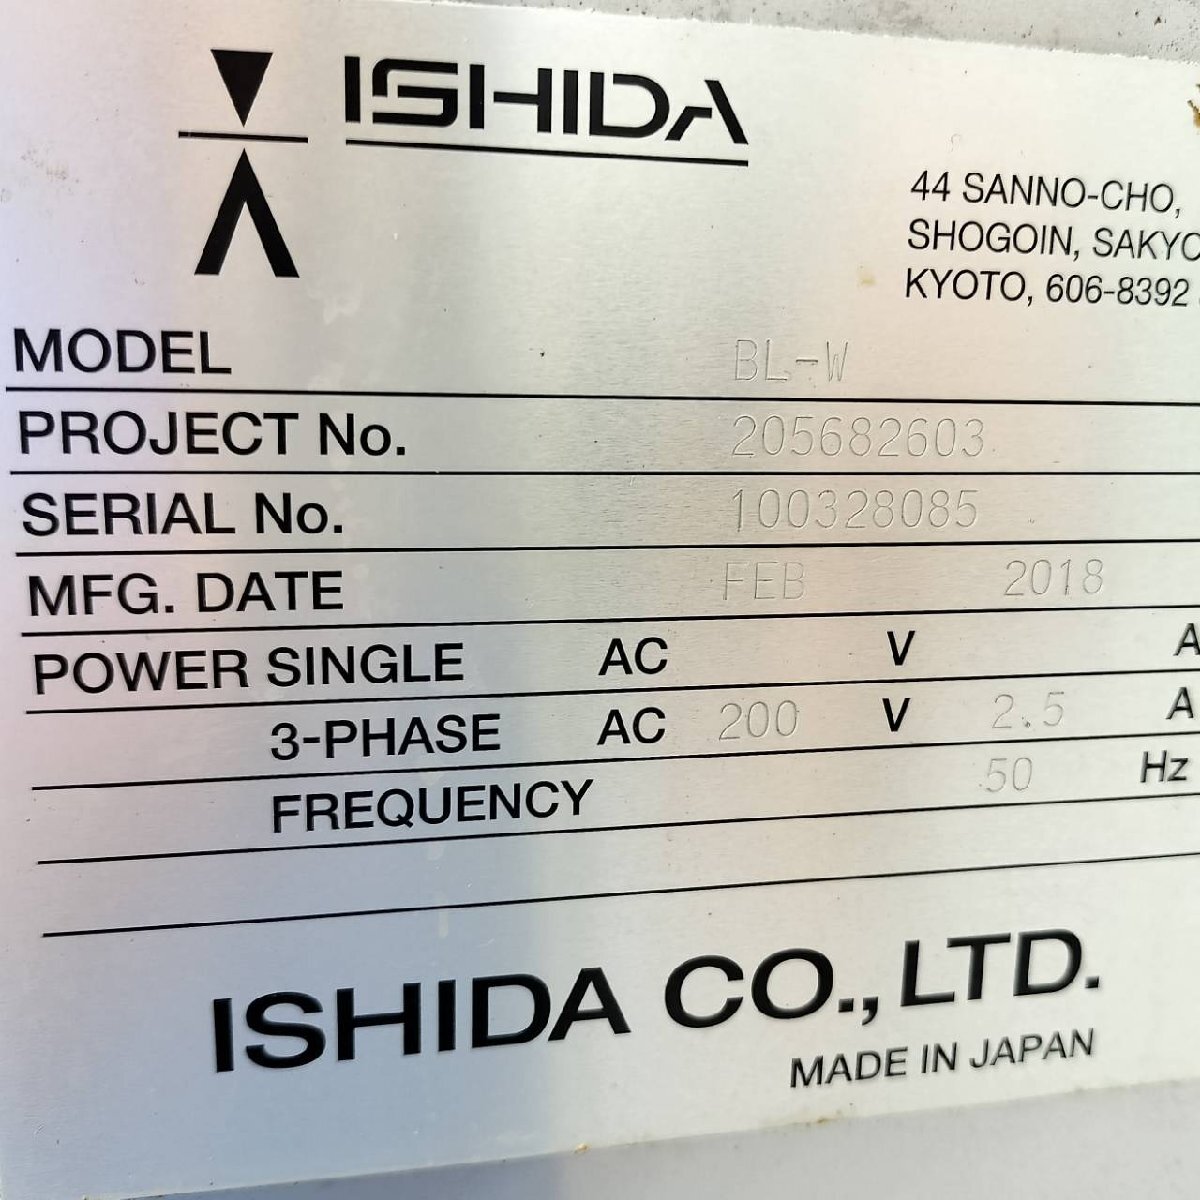 ISHIDA
44 SANNO-CHO,
SHOGOIN, SAKYO
KYOTO, 606-8392
MODEL BL-W
PROJECT No. 205682603
SERIAL No. 100328085
MFG. DATE FEB 2018
POWER SINGLE AC V A
3-PHASE AC 200 V 2.5 A
FREQUENCY 50 Hz
ISHIDA CO., LTD.
MADE IN JAPAN